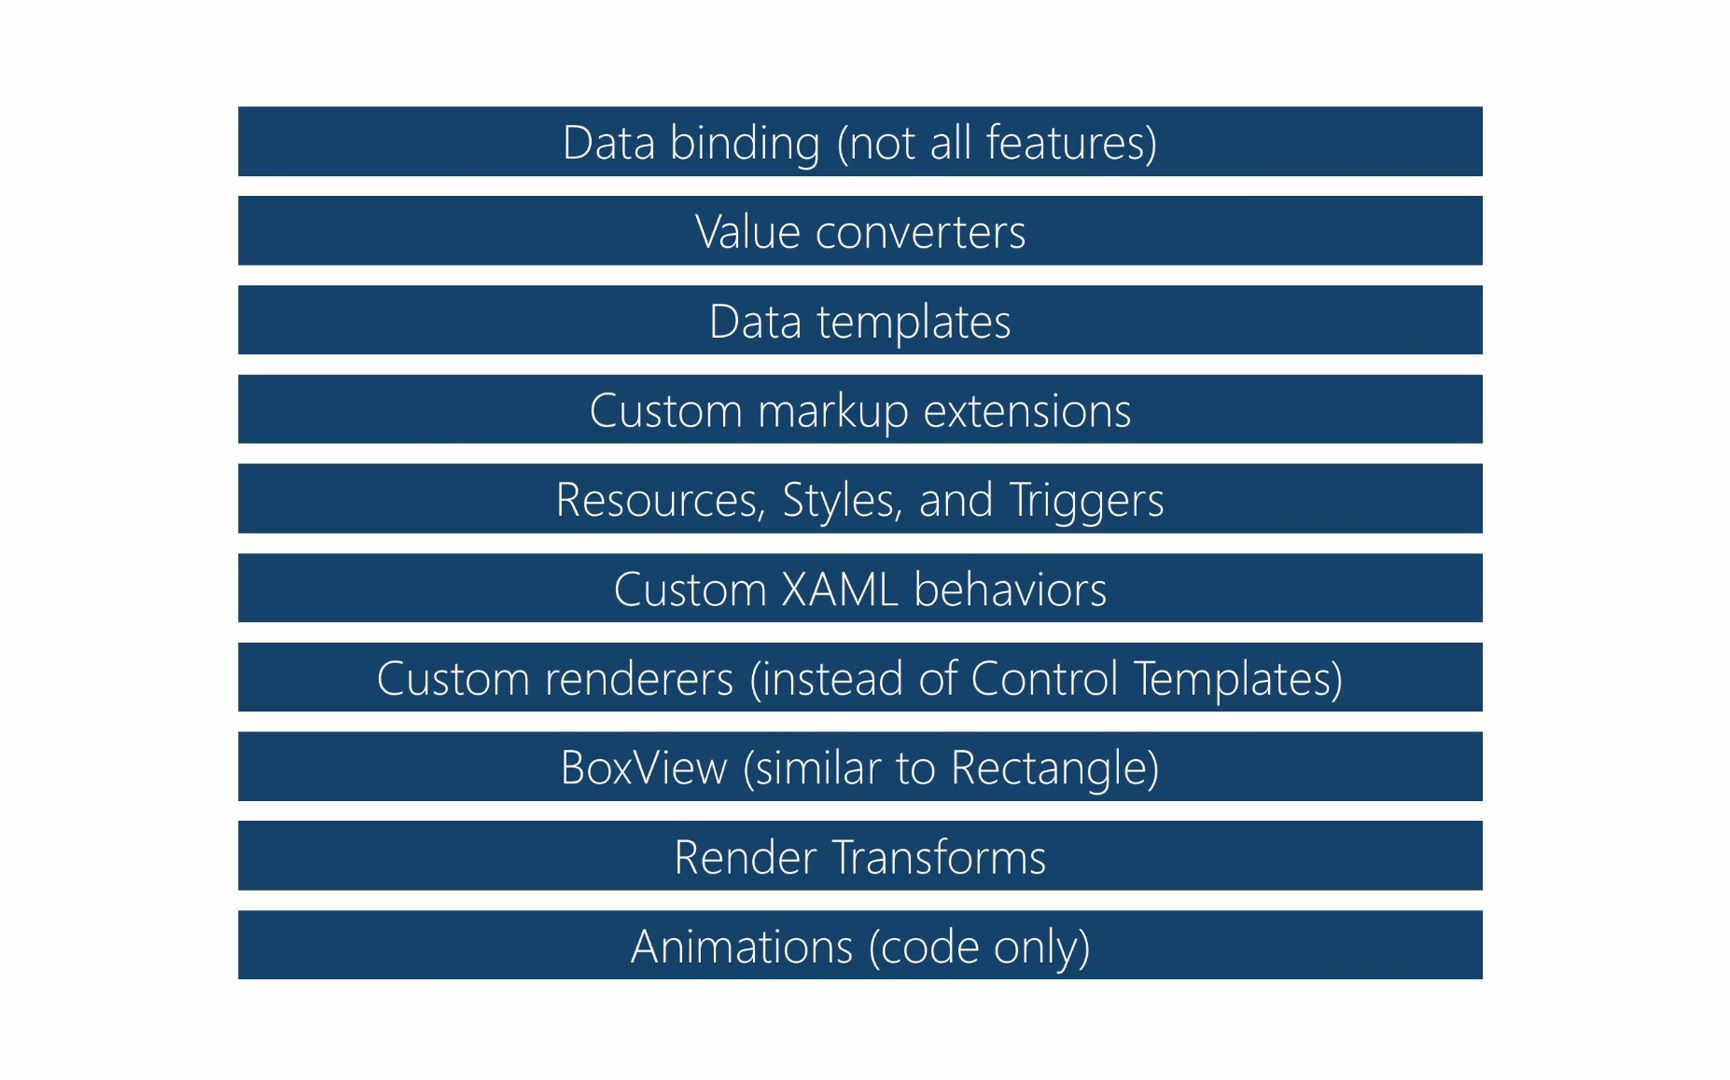 Data binding (not all features)
Value converters
Data templates
Custom markup extensions
Resources, Styles, and Triggers
Custom XAML behaviors
Custom renderers (instead of Control Templates)
BoxView (similar to Rectangle)
Render Transforms
Animations (code only)